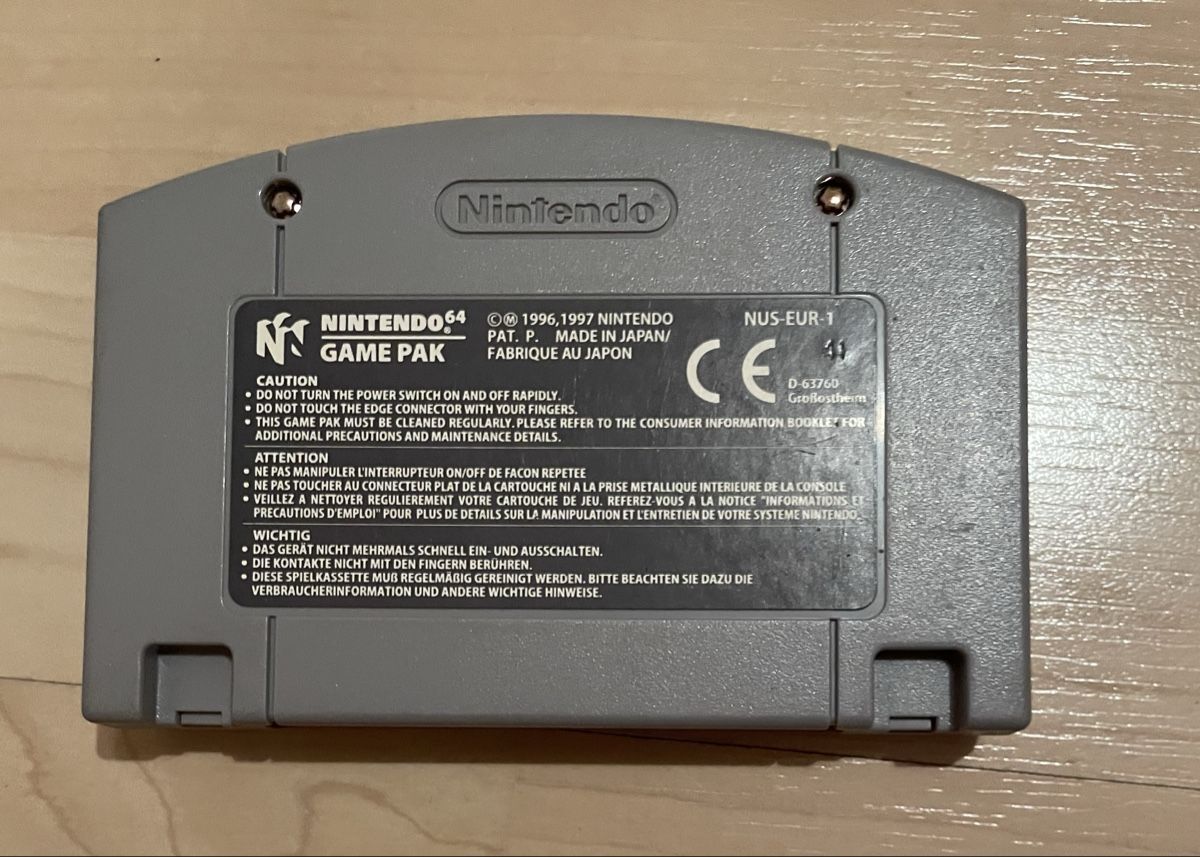 Nintendo®
NINTENDO®64
GAME PAK
©Ⓜ 1996,1997 NINTENDO
PAT. P. MADE IN JAPAN/
FABRIQUE AU JAPON
NUS-EUR-1
CE
D-63760
Großostheim
CAUTION
• DO NOT TURN THE POWER SWITCH ON AND OFF RAPIDLY.
• DO NOT TOUCH THE EDGE CONNECTOR WITH YOUR FINGERS.
• THIS GAME PAK MUST BE CLEANED REGULARLY. PLEASE REFER TO THE CONSUMER INFORMATION BOOKLET FOR
ADDITIONAL PRECAUTIONS AND MAINTENANCE DETAILS.
ATTENTION
• NE PAS MANIPULER L'INTERRUPTEUR ON/OFF DE FACON REPETEE
• NE PAS TOUCHER AU CONNECTEUR PLAT DE LA CARTOUCHE NI A LA PRISE METALLIQUE INTERIEURE DE LA CONSOLE
• VEILLEZ A NETTOYER REGULIEREMENT VOTRE CARTOUCHE DE JEU. REFEREZ-VOUS A LA NOTICE "INFORMATIONS ET
PRECAUTIONS D'EMPLOI" POUR PLUS DE DETAILS SUR LA MANIPULATION ET L'ENTRETIEN DE VOTRE SYSTEME NINTENDO.
WICHTIG
• DAS GERÄT NICHT MEHRMALS SCHNELL EIN- UND AUSSCHALTEN.
• DIE KONTAKTE NICHT MIT DEN FINGERN BERÜHREN.
• DIESE SPIELKASSETTE MUß REGELMÄßIG GEREINIGT WERDEN. BITTE BEACHTEN SIE DAZU DIE
VERBRAUCHERINFORMATION UND ANDERE WICHTIGE HINWEISE.